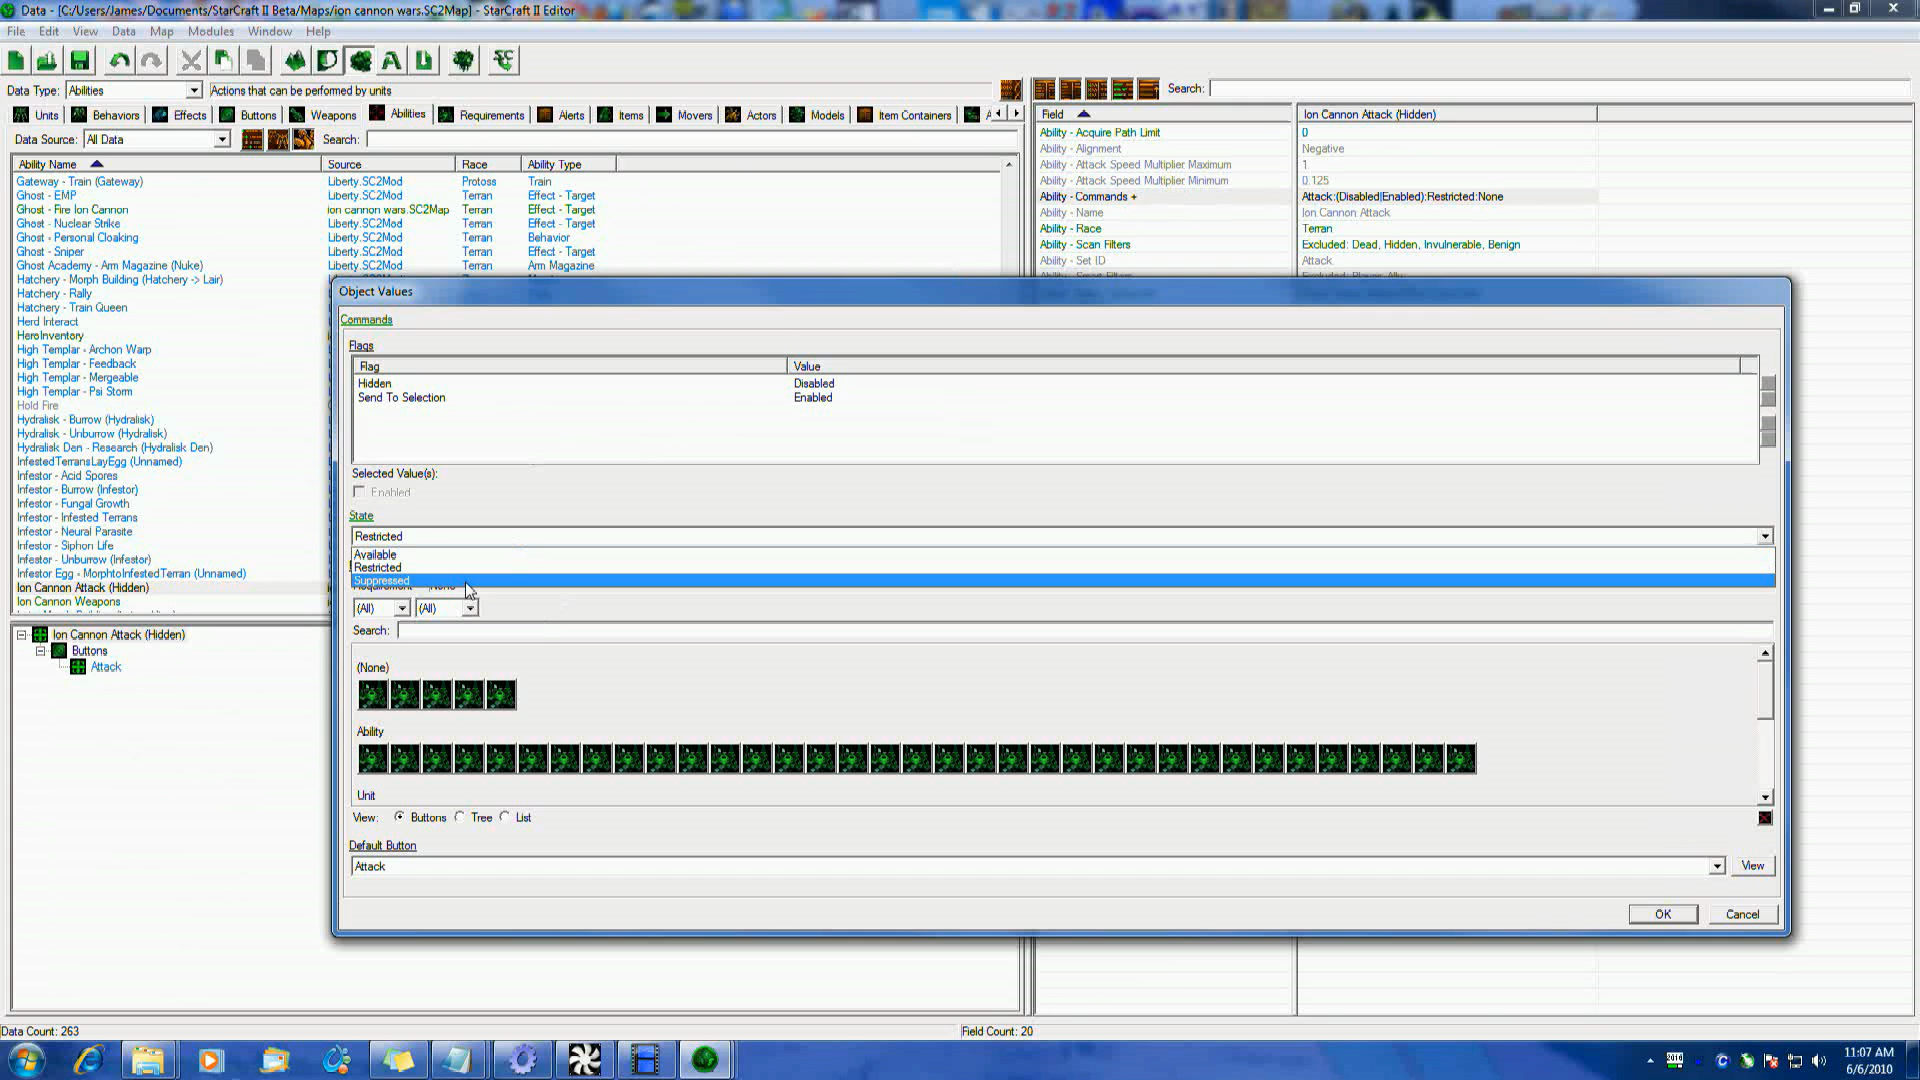 Data - [C:/Users/James/Documents/StarCraft II Beta/Maps/ion cannon wars.SC2Map] - StarCraft II Editor
File Edit View Data Map Modules Window Help
Data Type: Abilities Actions that can be performed by units
Search:
Units Behaviors Effects Buttons Weapons Abilities Requirements Alerts Items Movers Actors Models Item Containers
Data Source: All Data Search:
Ability Name Source Race Ability Type
Gateway - Train (Gateway) Liberty.SC2Mod Protoss Train
Ghost - EMP Liberty.SC2Mod Terran Effect - Target
Ghost - Fire Ion Cannon ion cannon wars.SC2Map Terran Effect - Target
Ghost - Nuclear Strike Liberty.SC2Mod Terran Effect - Target
Ghost - Personal Cloaking Liberty.SC2Mod Terran Behavior
Ghost - Sniper Liberty.SC2Mod Terran Effect - Target
Ghost Academy - Arm Magazine (Nuke) Liberty.SC2Mod Terran Arm Magazine
Hatchery - Morph Building (Hatchery -> Lair)
Hatchery - Rally
Hatchery - Train Queen
Herd Interact
HeroInventory
High Templar - Archon Warp
High Templar - Feedback
High Templar - Mergeable
High Templar - Psi Storm
Hold Fire
Hydralisk - Burrow (Hydralisk)
Hydralisk - Unburrow (Hydralisk)
Hydralisk Den - Research (Hydralisk Den)
InfestedTerransLayEgg (Unnamed)
Infestor - Acid Spores
Infestor - Burrow (Infestor)
Infestor - Fungal Growth
Infestor - Infested Terrans
Infestor - Neural Parasite
Infestor - Siphon Life
Infestor - Unburrow (Infestor)
Infestor Egg - MorphtoInfestedTerran (Unnamed)
Ion Cannon Attack (Hidden)
Ion Cannon Weapons
Ion Cannon Attack (Hidden)
Buttons
Attack
Field Ion Cannon Attack (Hidden)
Ability - Acquire Path Limit 0
Ability - Alignment Negative
Ability - Attack Speed Multiplier Maximum 1
Ability - Attack Speed Multiplier Minimum 0.125
Ability - Commands + Attack:(Disabled|Enabled):Restricted:None
Ability - Name Ion Cannon Attack
Ability - Race Terran
Ability - Scan Filters Excluded: Dead, Hidden, Invulnerable, Benign
Ability - Set ID Attack
Object Values
Commands
Flags
Flag Value
Hidden Disabled
Send To Selection Enabled
Selected Value(s):
Enabled
State
Restricted
Available
Restricted
Suppressed
(All) (All)
Search:
(None)
Ability
Unit
View: Buttons Tree List
Default Button
Attack View
OK Cancel
Data Count: 263 Field Count: 20
11:07 AM
6/6/2010